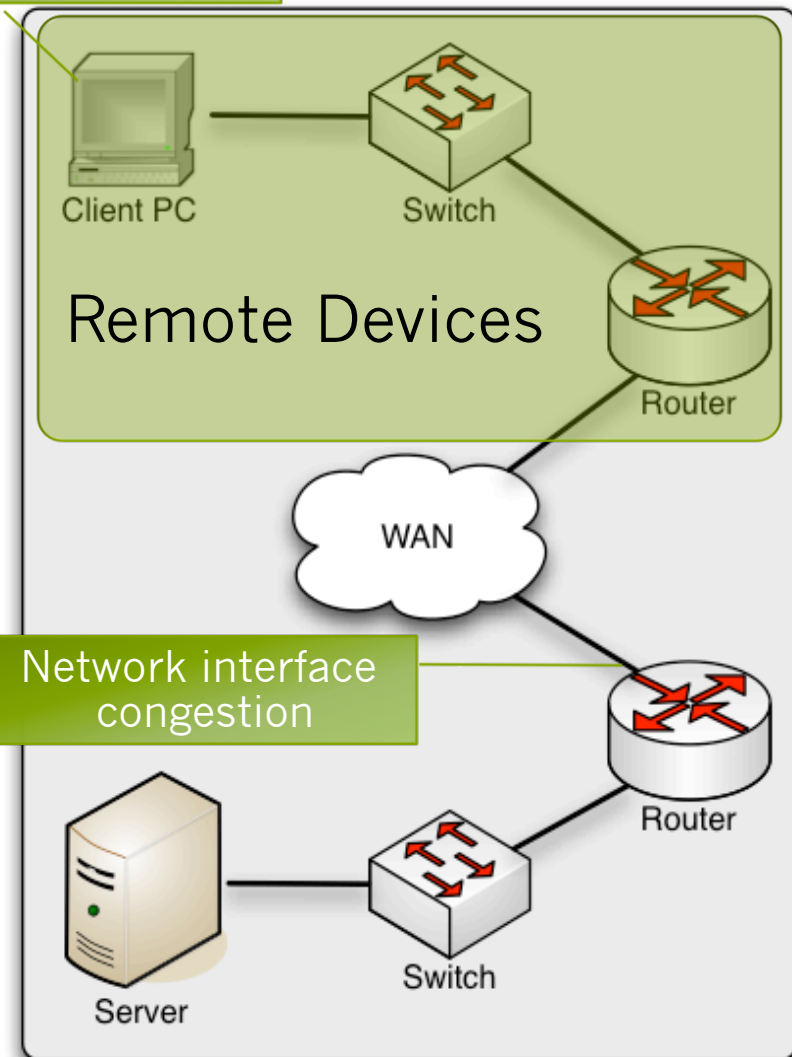 Client PC
Switch
Remote Devices
Router
WAN
Network interface
congestion
Router
Switch
Server